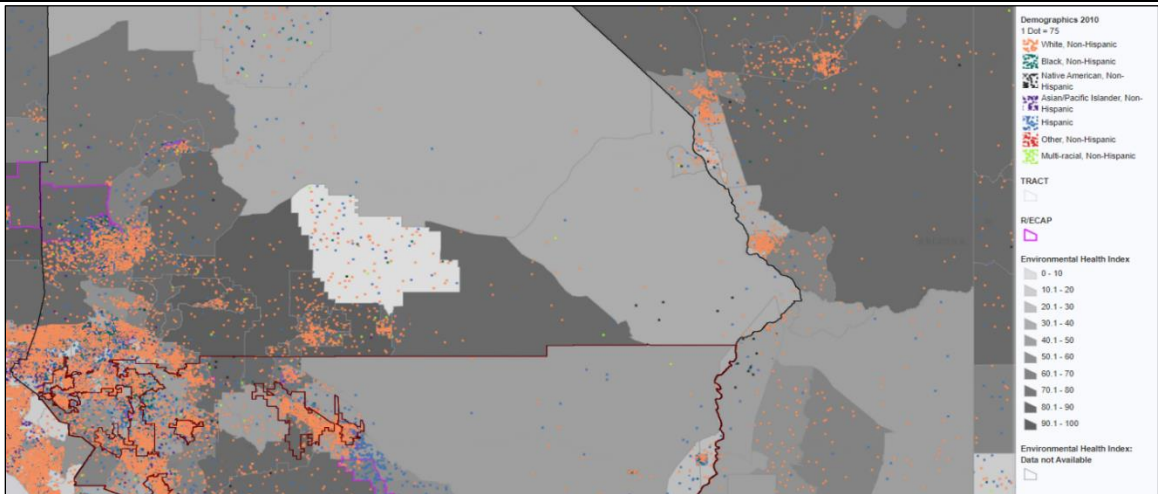 Demographics 2010
1 Dot = 75
White, Non-Hispanic
Black, Non-Hispanic
Native American, Non-
Hispanic
Asian/Pacific Islander, Non-
Hispanic
Hispanic
Other, Non-Hispanic
Multi-racial, Non-Hispanic
TRACT
R/ECAP
Environmental Health Index
0 - 10
10.1 - 20
20.1 - 30
30.1 - 40
40.1 - 50
50.1 - 60
60.1 - 70
70.1 - 80
80.1 - 90
90.1 - 100
Environmental Health Index:
Data not Available